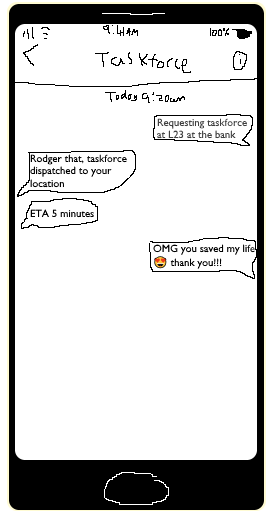 9:41AM 100%
Taskforce
Today 9:20am
Requesting taskforce
at L23 at the bank
Rodger that, taskforce
dispatched to your
location
ETA 5 minutes
OMG you saved my life
😍 thank you!!!